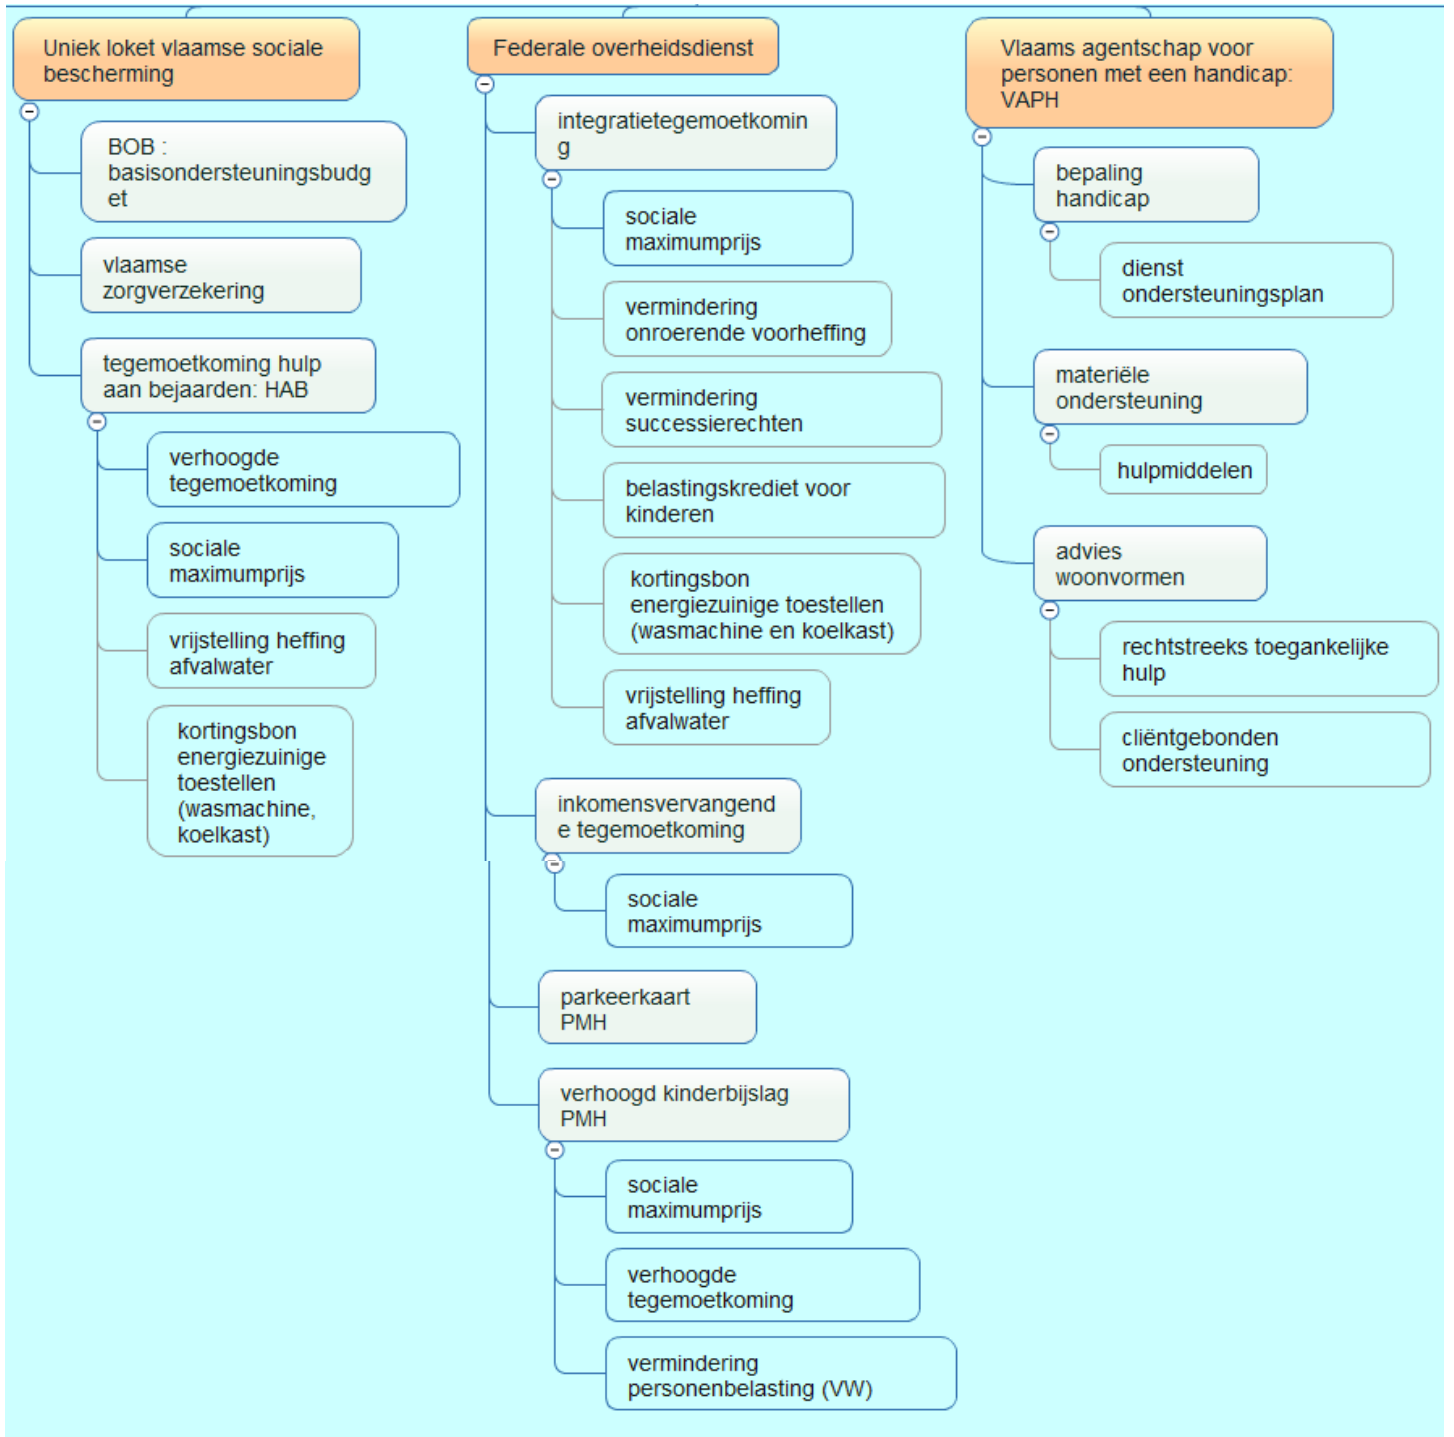 Uniek loket vlaamse sociale
bescherming
BOB :
basisondersteuningsbudg
et
vlaamse
zorgverzekering
tegemoetkoming hulp
aan bejaarden: HAB
verhoogde
tegemoetkoming
sociale
maximumprijs
vrijstelling heffing
afvalwater
kortingsbon
energiezuinige
toestellen
(wasmachine,
koelkast)
Federale overheidsdienst
integratietegemoetkomin
g
sociale
maximumprijs
vermindering
onroerende voorheffing
vermindering
successierechten
belastingskrediet voor
kinderen
kortingsbon
energiezuinige toestellen
(wasmachine en koelkast)
vrijstelling heffing
afvalwater
inkomensvervangend
e tegemoetkoming
sociale
maximumprijs
parkeerkaart
PMH
verhoogd kinderbijslag
PMH
sociale
maximumprijs
verhoogde
tegemoetkoming
vermindering
personenbelasting (VW)
Vlaams agentschap voor
personen met een handicap:
VAPH
bepaling
handicap
dienst
ondersteuningsplan
materiële
ondersteuning
hulpmiddelen
advies
woonvormen
rechtstreeks toegankelijke
hulp
cliëntgebonden
ondersteuning